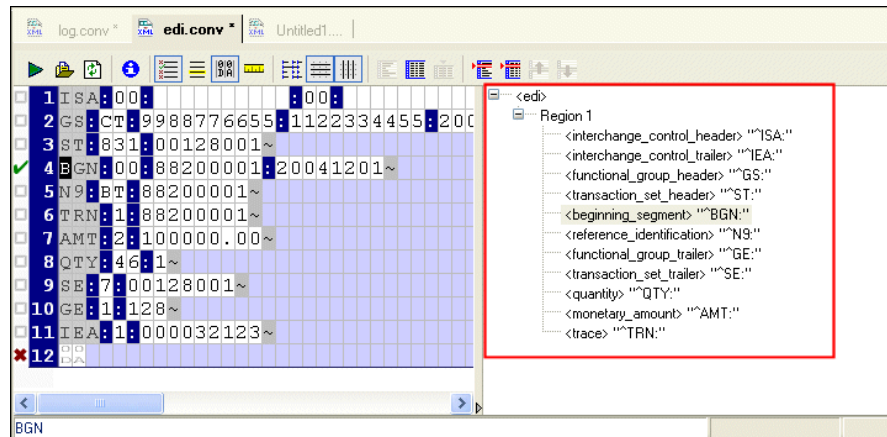 log.conv * edi.conv * Untitled1....
1 ISA:00: :00:
2 GS:CT:9988776655:1122334455:200
3 ST:831:00128001~
4 BGN:00:88200001:20041201~
5 N9:BT:88200001~
6 TRN:1:88200001~
7 AMT:2:100000.00~
8 QTY:46:1~
9 SE:7:00128001~
10 GE:1:128~
11 IEA:1:000032123~
12
<edi>
Region 1
<interchange_control_header> "^ISA:"
<interchange_control_trailer> "^IEA:"
<functional_group_header> "^GS:"
<transaction_set_header> "^ST:"
<beginning_segment> "^BGN:"
<reference_identification> "^N9:"
<functional_group_trailer> "^GE:"
<transaction_set_trailer> "^SE:"
<quantity> "^QTY:"
<monetary_amount> "^AMT:"
<trace> "^TRN:"
BGN